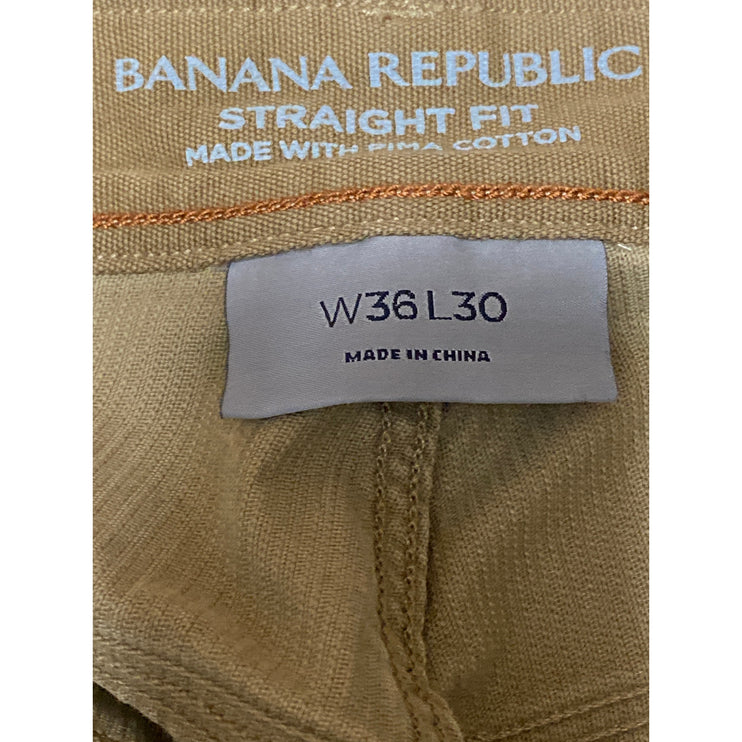 BANANA REPUBLIC
STRAIGHT FIT
MADE WITH PIMA COTTON
W36 L30
MADE IN CHINA